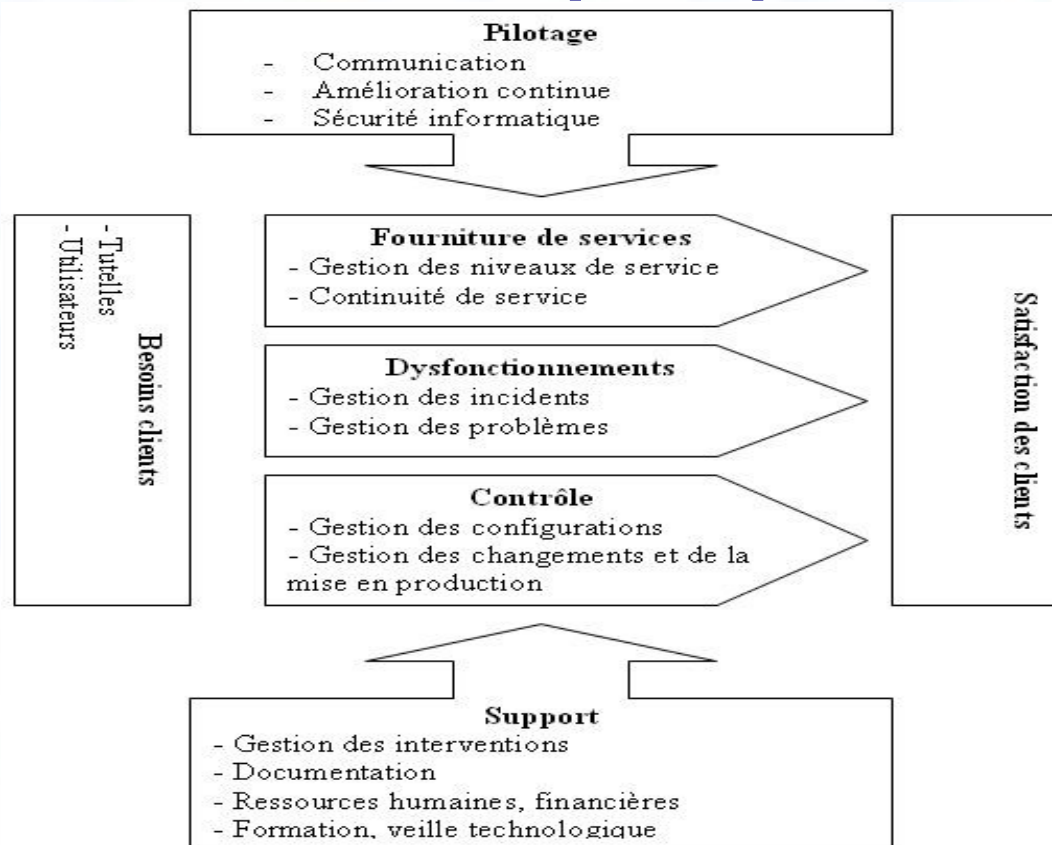 Pilotage
- Communication
- Amélioration continue
- Sécurité informatique
Besoins clients
- Tutelles
- Utilisateurs
Fourniture de services
- Gestion des niveaux de service
- Continuité de service
Dysfonctionnements
- Gestion des incidents
- Gestion des problèmes
Contrôle
- Gestion des configurations
- Gestion des changements et de la
mise en production
Satisfaction des clients
Support
- Gestion des interventions
- Documentation
- Ressources humaines, financières
- Formation, veille technologique